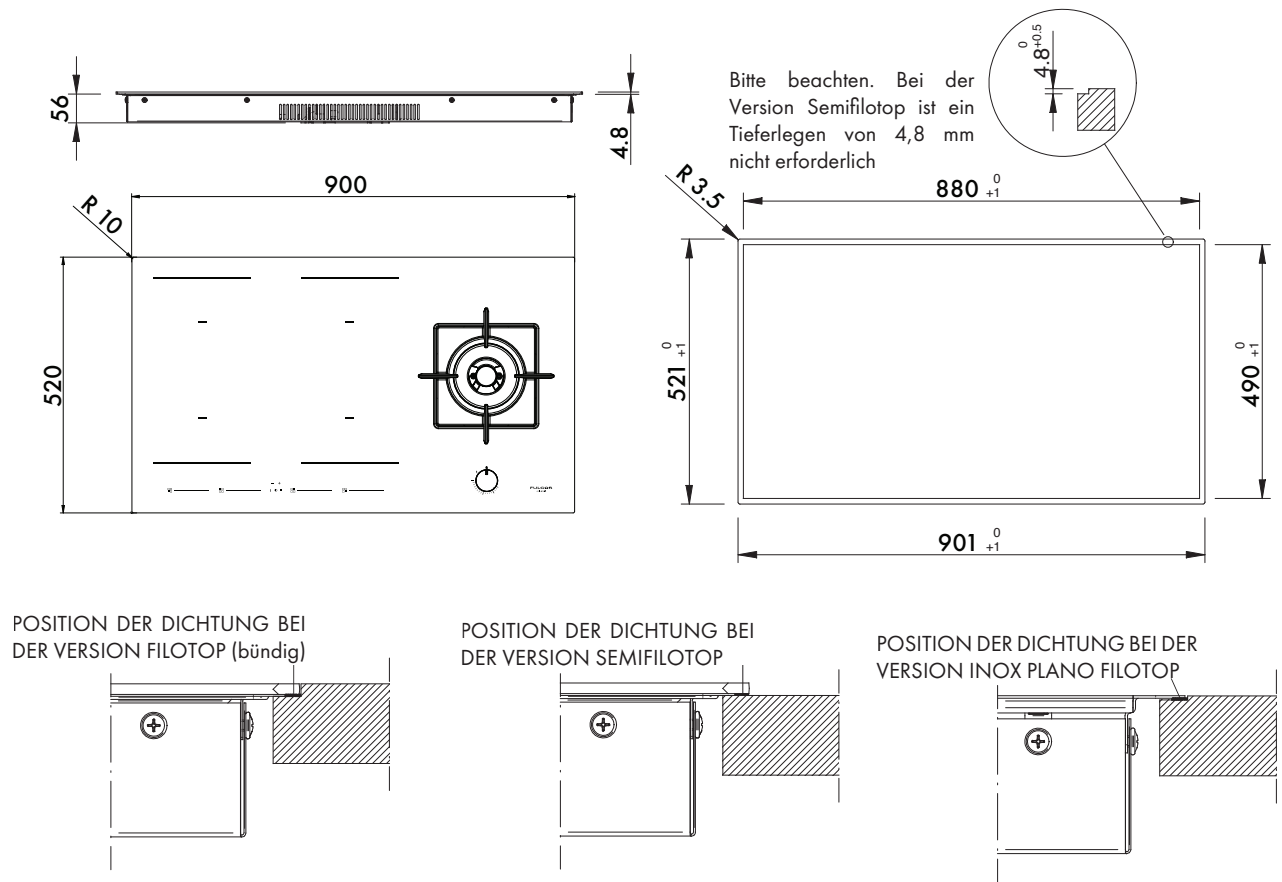 56
4.8
900
R 10
520
Bitte beachten. Bei der
Version Semifilotop ist ein
Tieferlegen von 4,8 mm
nicht erforderlich
4.8 0 +0.5
R 3.5
880 0 +1
521 0 +1
490 0 +1
901 0 +1
POSITION DER DICHTUNG BEI
DER VERSION FILOTOP (bündig)
POSITION DER DICHTUNG BEI
DER VERSION SEMIFILOTOP
POSITION DER DICHTUNG BEI DER
VERSION INOX PLANO FILOTOP